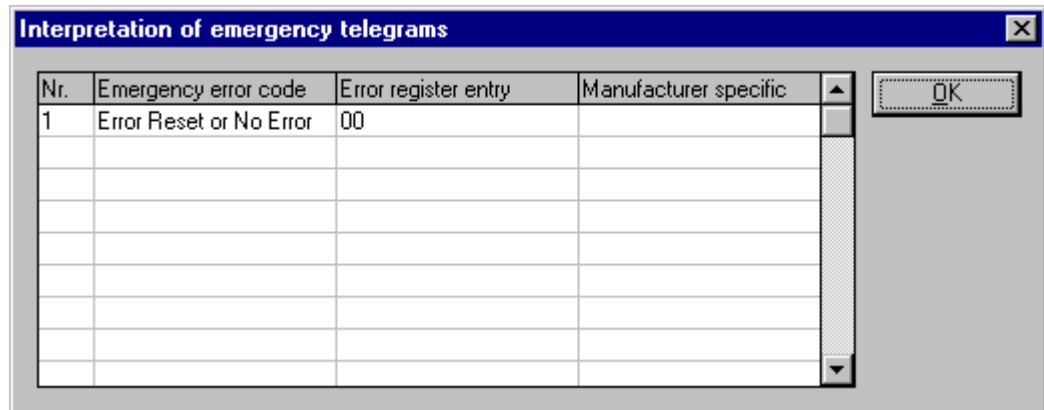 Interpretation of emergency telegrams
Nr. Emergency error code Error register entry Manufacturer specific
OK
1 Error Reset or No Error 00